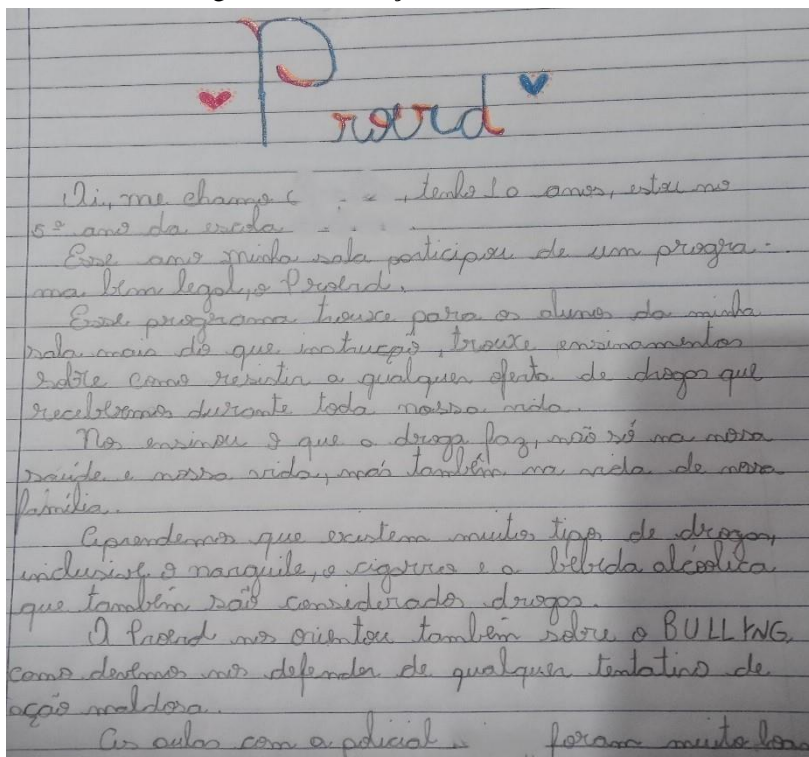 Proerd
Oi, me chamo C , tenho 10 anos, estou no
5º ano da escola
Esse ano minha sala participou de um progra-
ma bem legal, o Proerd.
Esse programa trouxe para os alunos da minha
sala mais do que instrução, trouxe ensinamentos
sobre como resistir a qualquer oferta de drogas que
recebermos durante toda nossa vida.
Nos ensinou o que a droga faz, não só na nossa
saúde e nossa vida, más também na vida de nossa
família.
Aprendemos que existem muitos tipos de drogas,
inclusive o narguile, o cigarro e a bebida alcóolica
que também são considerados drogas.
O Proerd nos orientou também sobre o BULLYNG,
como devemos nos defender de qualquer tentativa de
ação maldosa.
As aulas com a policial foram muito boas